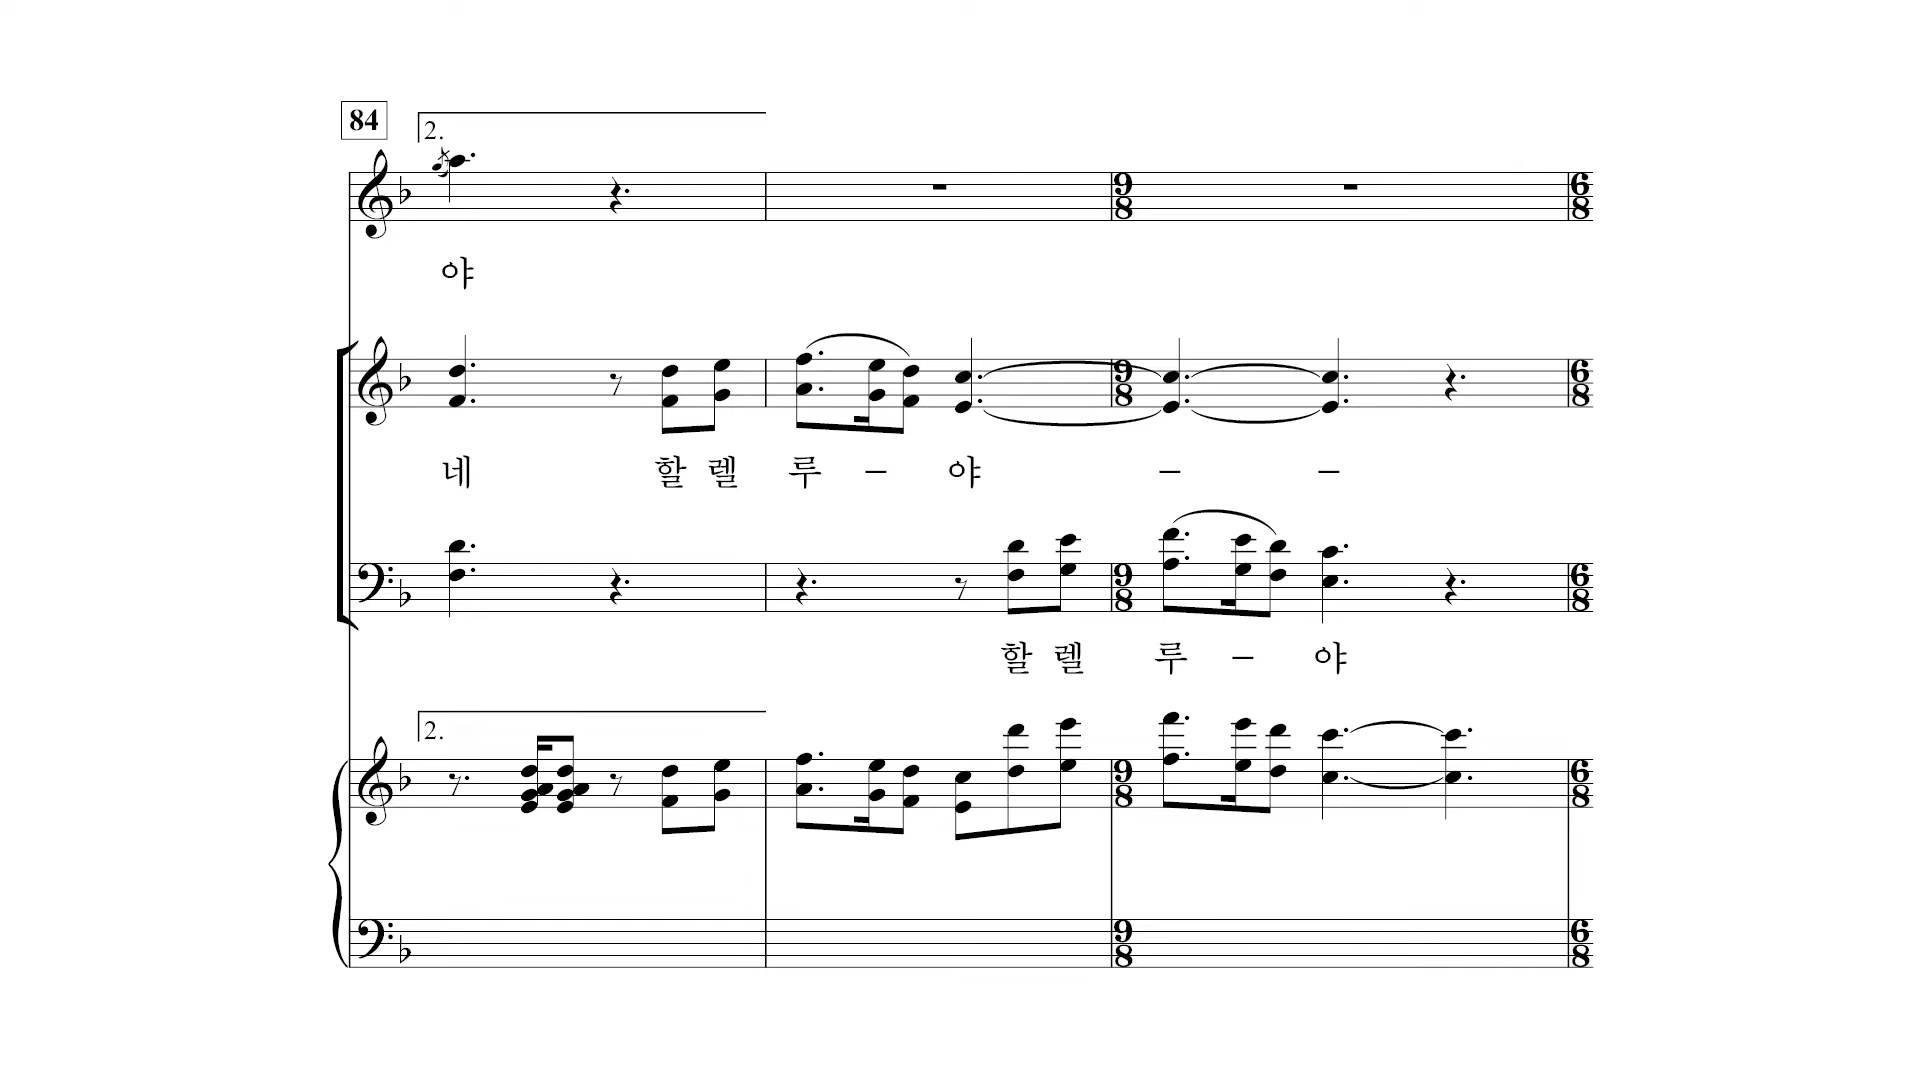 84
2.
야
네 할 렐 루 – 야 – –
할 렐 루 – 야
2.